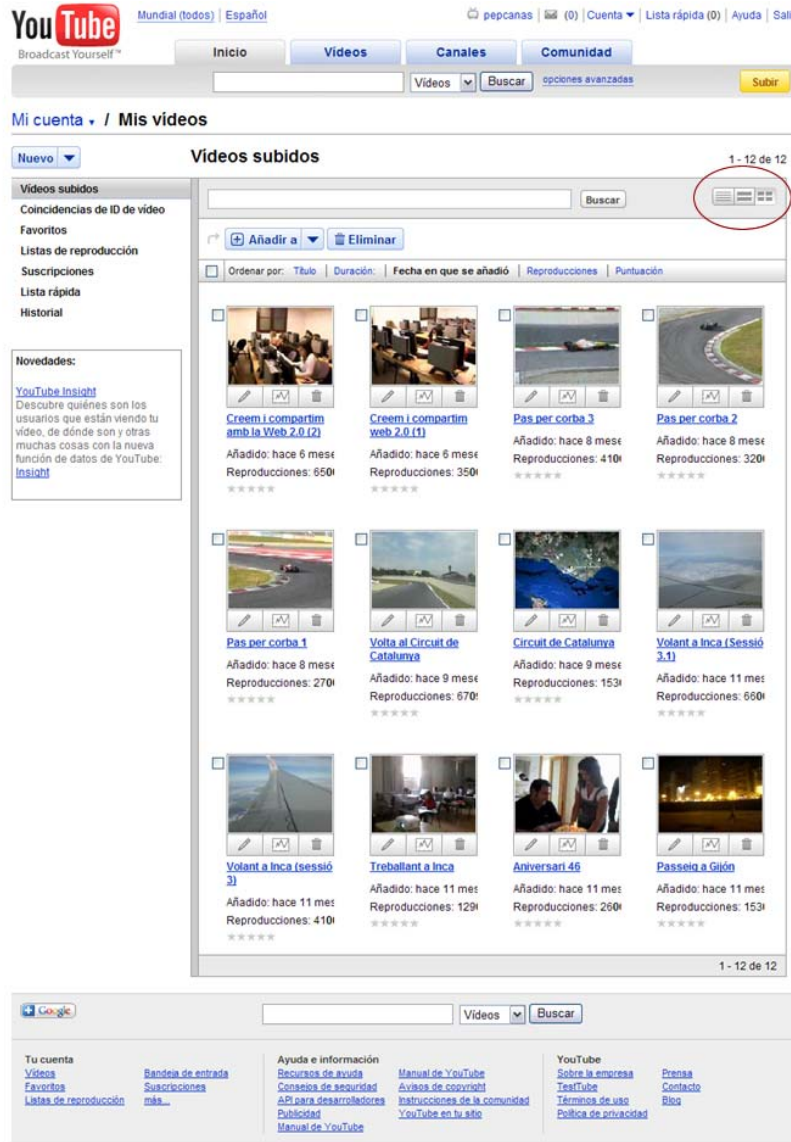 You Tube
Broadcast Yourself™
Mundial (todos) | Español
pepcanas | (0) | Cuenta ▼ | Lista rápida (0) | Ayuda | Sali
Inicio Vídeos Canales Comunidad
Vídeos Buscar opciones avanzadas Subir
Mi cuenta ▾ / Mis vídeos
Nuevo ▼
Vídeos subidos
1 - 12 de 12
Vídeos subidos
Coincidencias de ID de vídeo
Favoritos
Listas de reproducción
Suscripciones
Lista rápida
Historial
Novedades:
YouTube Insight
Descubre quiénes son los
usuarios que están viendo tu
vídeo, de dónde son y otras
muchas cosas con la nueva
función de datos de YouTube:
Insight
Buscar
Añadir a ▼ Eliminar
Ordenar por: Título | Duración: | Fecha en que se añadió | Reproducciones | Puntuación
Creem i compartim
amb la Web 2.0 (2)
Añadido: hace 6 mese
Reproducciones: 650
Creem i compartim
web 2.0 (1)
Añadido: hace 6 mese
Reproducciones: 350
Pas per corba 3
Añadido: hace 8 mese
Reproducciones: 410
Pas per corba 2
Añadido: hace 8 mese
Reproducciones: 320
Pas per corba 1
Añadido: hace 8 mese
Reproducciones: 270
Volta al Circuit de
Catalunya
Añadido: hace 9 mese
Reproducciones: 670
Circuit de Catalunya
Añadido: hace 9 mese
Reproducciones: 153
Volant a Inca (Sessió
3.1)
Añadido: hace 11 mes
Reproducciones: 660
Volant a Inca (sessió
3)
Añadido: hace 11 mes
Reproducciones: 410
Treballant a Inca
Añadido: hace 11 mes
Reproducciones: 129
Aniversari 46
Añadido: hace 11 mes
Reproducciones: 260
Passeig a Gijón
Añadido: hace 11 mes
Reproducciones: 153
1 - 12 de 12
Google
Vídeos Buscar
Tu cuenta
Vídeos
Favoritos
Listas de reproducción
Bandeja de entrada
Suscripciones
más...
Ayuda e información
Recursos de ayuda
Consejos de seguridad
API para desarrolladores
Publicidad
Manual de YouTube
Manual de YouTube
Avisos de copyright
Instrucciones de la comunidad
YouTube en tu sitio
YouTube
Sobre la empresa
TestTube
Términos de uso
Política de privacidad
Prensa
Contacto
Blog